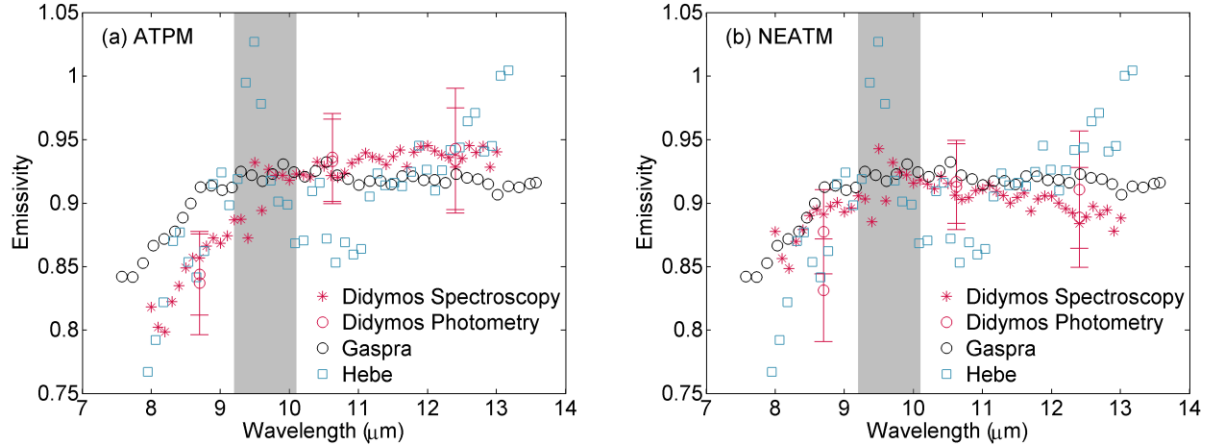 (a) ATPM
1.05
1
0.95
0.9
0.85
0.8
0.75
Emissivity
7 8 9 10 11 12 13 14
Wavelength (μm)
Didymos Spectroscopy
Didymos Photometry
Gaspra
Hebe
(b) NEATM
1.05
1
0.95
0.9
0.85
0.8
0.75
Emissivity
7 8 9 10 11 12 13 14
Wavelength (μm)
Didymos Spectroscopy
Didymos Photometry
Gaspra
Hebe